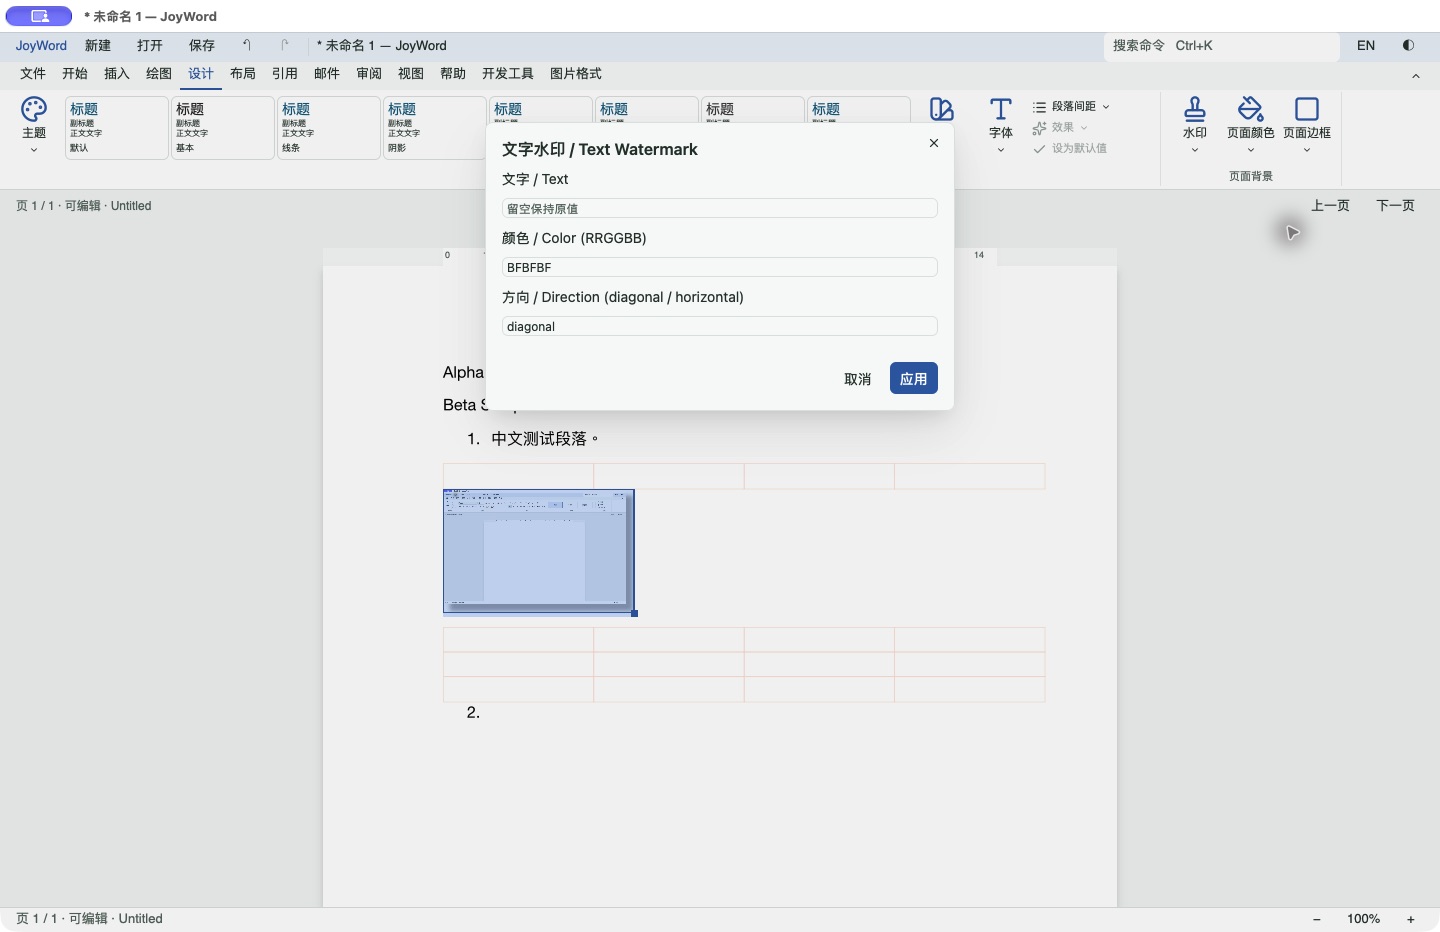 * 未命名 1 — JoyWord
JoyWord 新建 打开 保存 * 未命名 1 — JoyWord 搜索命令 Ctrl+K EN
文件 开始 插入 绘图 设计 布局 引用 邮件 审阅 视图 帮助 开发工具 图片格式
主题
标题
副标题
正文文字
默认
标题
副标题
正文文字
基本
标题
副标题
正文文字
线条
标题
副标题
正文文字
阴影
标题
标题
标题
标题
字体
段落间距
效果
设为默认值
水印 页面颜色 页面边框
页面背景
页 1 / 1 · 可编辑 · Untitled 上一页 下一页
文字水印 / Text Watermark
文字 / Text
留空保持原值
颜色 / Color (RRGGBB)
BFBFBF
方向 / Direction (diagonal / horizontal)
diagonal
取消 应用
0 14
Alpha
Beta
1. 中文测试段落。
2.
页 1 / 1 · 可编辑 · Untitled − 100% +